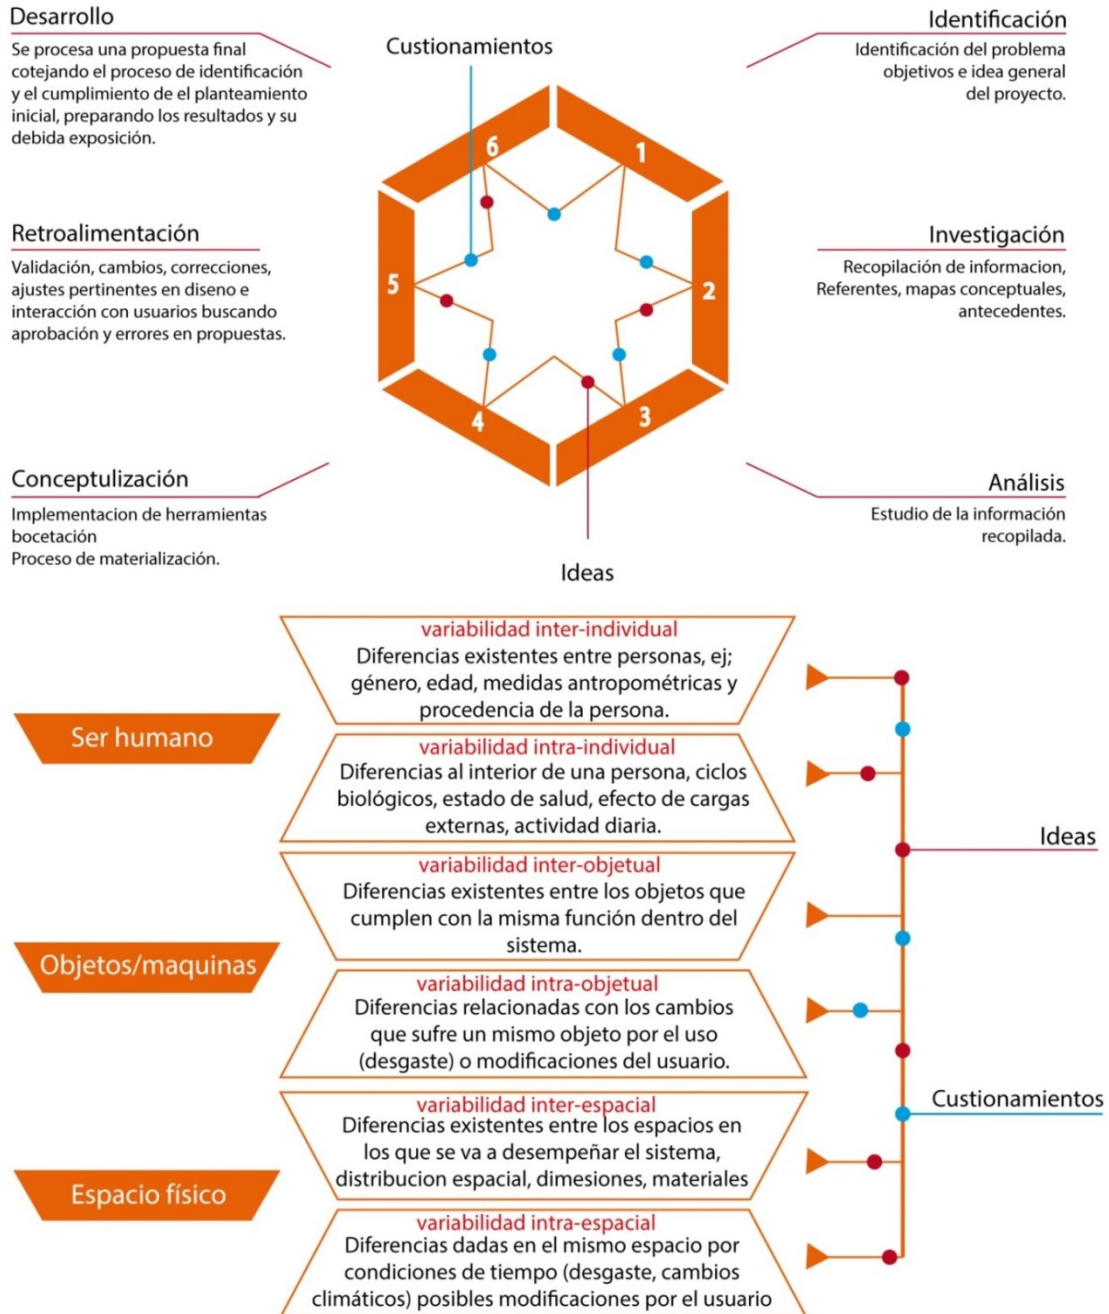 Desarrollo
Se procesa una propuesta final
cotejando el proceso de identificación
y el cumplimiento de el planteamiento
inicial, preparando los resultados y su
debida exposición.
Custionamientos
Identificación
Identificación del problema
objetivos e idea general
del proyecto.
6
1
5
2
4
3
Retroalimentación
Validación, cambios, correcciones,
ajustes pertinentes en diseno e
interacción con usuarios buscando
aprobación y errores en propuestas.
Investigación
Recopilación de informacion,
Referentes, mapas conceptuales,
antecedentes.
Conceptulización
Implementacion de herramientas
bocetación
Proceso de materialización.
Análisis
Estudio de la información
recopilada.
Ideas
Ser humano
variabilidad inter-individual
Diferencias existentes entre personas, ej;
género, edad, medidas antropométricas y
procedencia de la persona.
variabilidad intra-individual
Diferencias al interior de una persona, ciclos
biológicos, estado de salud, efecto de cargas
externas, actividad diaria.
Objetos/maquinas
variabilidad inter-objetual
Diferencias existentes entre los objetos que
cumplen con la misma función dentro del
sistema.
variabilidad intra-objetual
Diferencias relacionadas con los cambios
que sufre un mismo objeto por el uso
(desgaste) o modificaciones del usuario.
Espacio físico
variabilidad inter-espacial
Diferencias existentes entre los espacios en
los que se va a desempeñar el sistema,
distribucion espacial, dimesiones, materiales
variabilidad intra-espacial
Diferencias dadas en el mismo espacio por
condiciones de tiempo (desgaste, cambios
climáticos) posibles modificaciones por el usuario
Ideas
Custionamientos